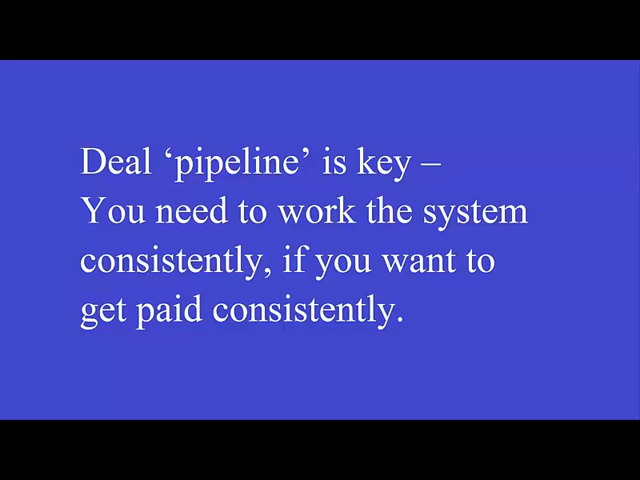 Deal ‘pipeline’ is key –
You need to work the system
consistently, if you want to
get paid consistently.